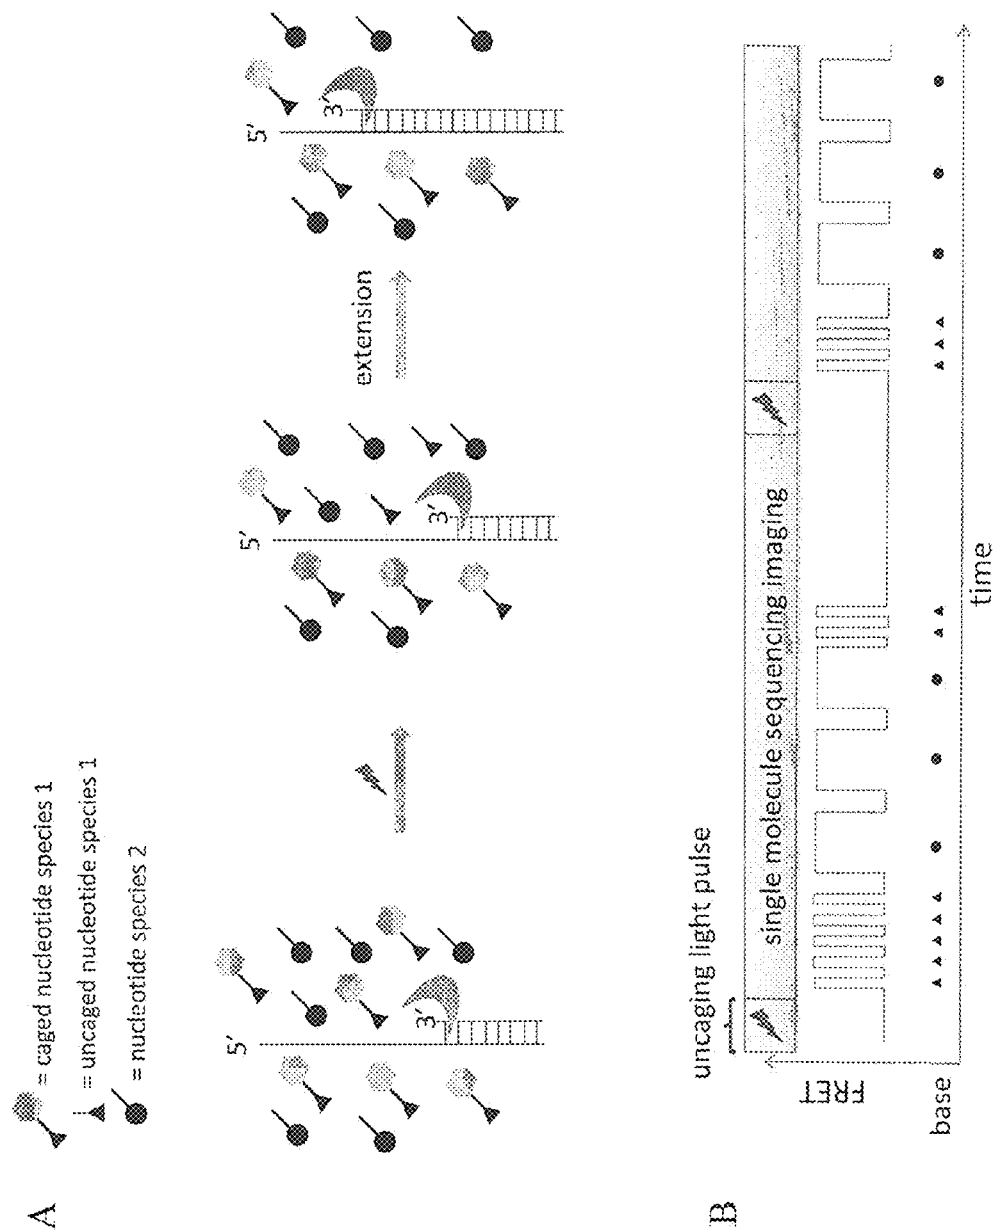 A
= caged nucleotide species 1
= uncaged nucleotide species 1
= nucleotide species 2
5'
3'
5'
3'
extension
5'
3'
B
uncaging light pulse
single molecule sequencing imaging
FRET
base
time